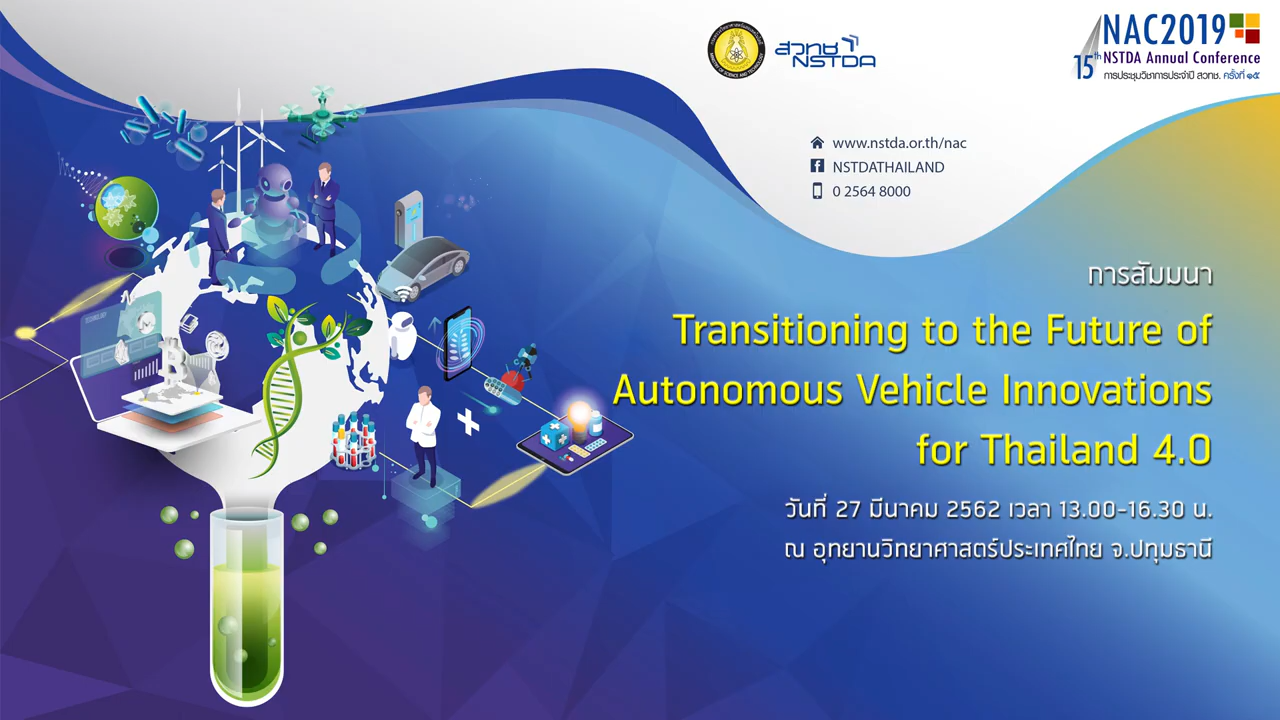 สวทช
NSTDA
NAC2019
15th NSTDA Annual Conference
การประชุมวิชาการประจำปี สวทช. ครั้งที่ ๑๕
www.nstda.or.th/nac
NSTDATHAILAND
0 2564 8000
การสัมมนา
Transitioning to the Future of
Autonomous Vehicle Innovations
for Thailand 4.0
วันที่ 27 มีนาคม 2562 เวลา 13.00-16.30 น.
ณ อุทยานวิทยาศาสตร์ประเทศไทย จ.ปทุมธานี
TECHNOLOGY